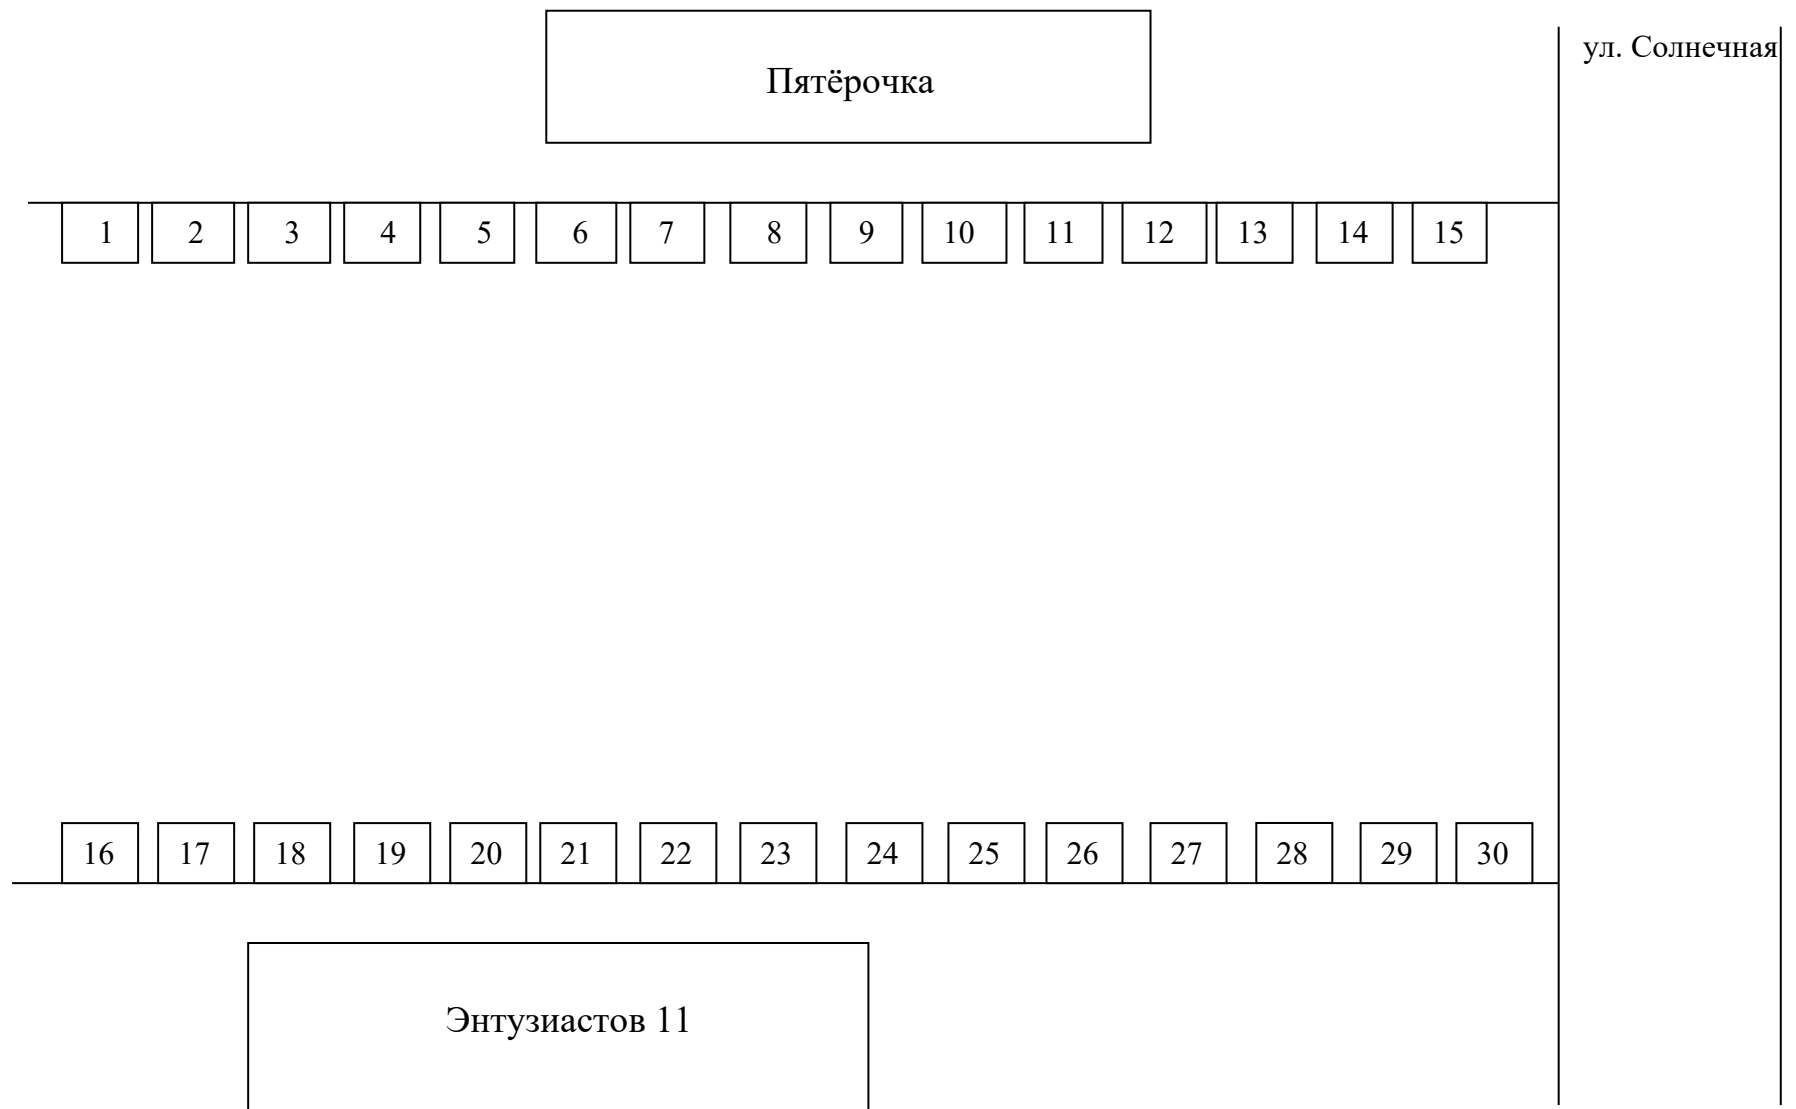 ул. Солнечная
Пятёрочка
1 2 3 4 5 6 7 8 9 10 11 12 13 14 15
16 17 18 19 20 21 22 23 24 25 26 27 28 29 30
Энтузиастов 11